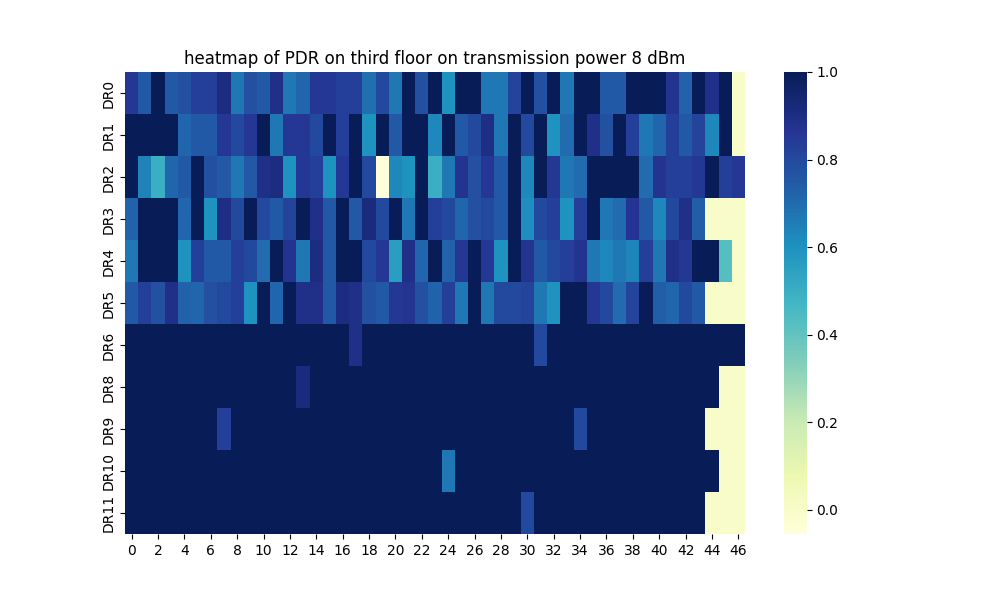 heatmap of PDR on third floor on transmission power 8 dBm
DR0
DR1
DR2
DR3
DR4
DR5
DR6
DR8
DR9
DR10
DR11
0 2 4 6 8 10 12 14 16 18 20 22 24 26 28 30 32 34 36 38 40 42 44 46
1.0
0.8
0.6
0.4
0.2
0.0